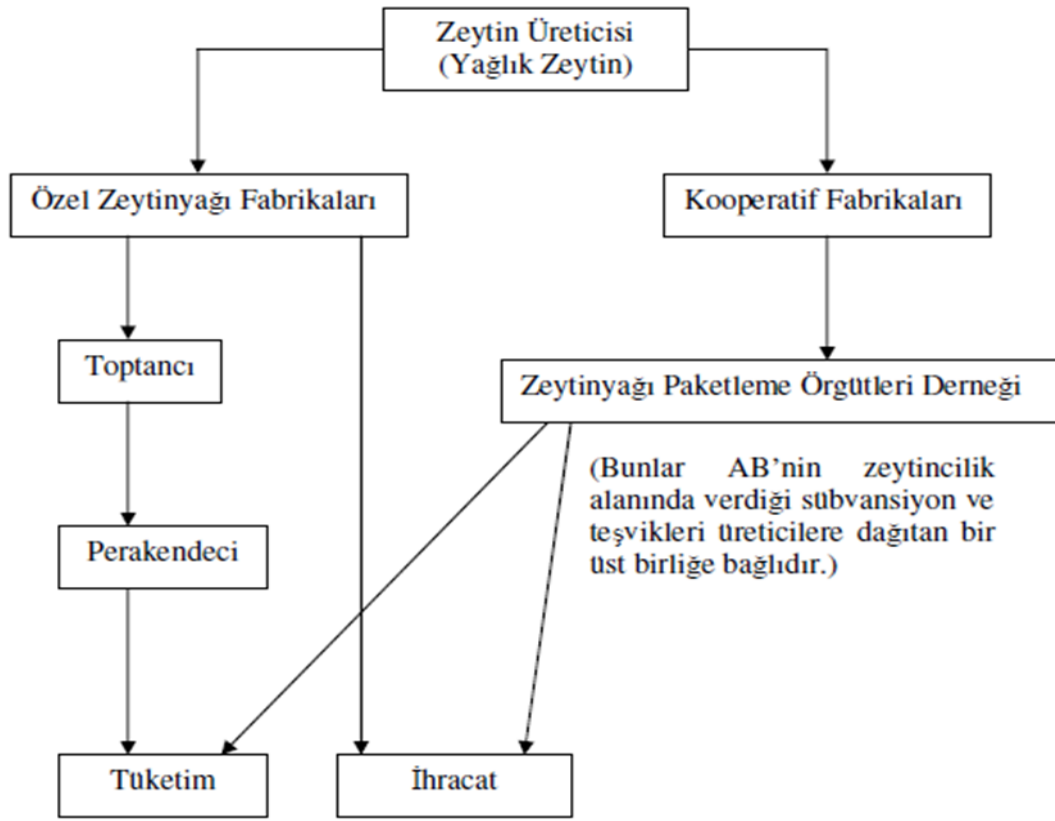 Zeytin Üreticisi
(Yağlık Zeytin)
Özel Zeytinyağı Fabrikaları
Kooperatif Fabrikaları
Toptancı
Zeytinyağı Paketleme Örgütleri Derneği
(Bunlar AB’nin zeytincilik
alanında verdiği sübvansiyon ve
teşvikleri üreticilere dağıtan bir
üst birliğe bağlıdır.)
Perakendeci
Tüketim
İhracat